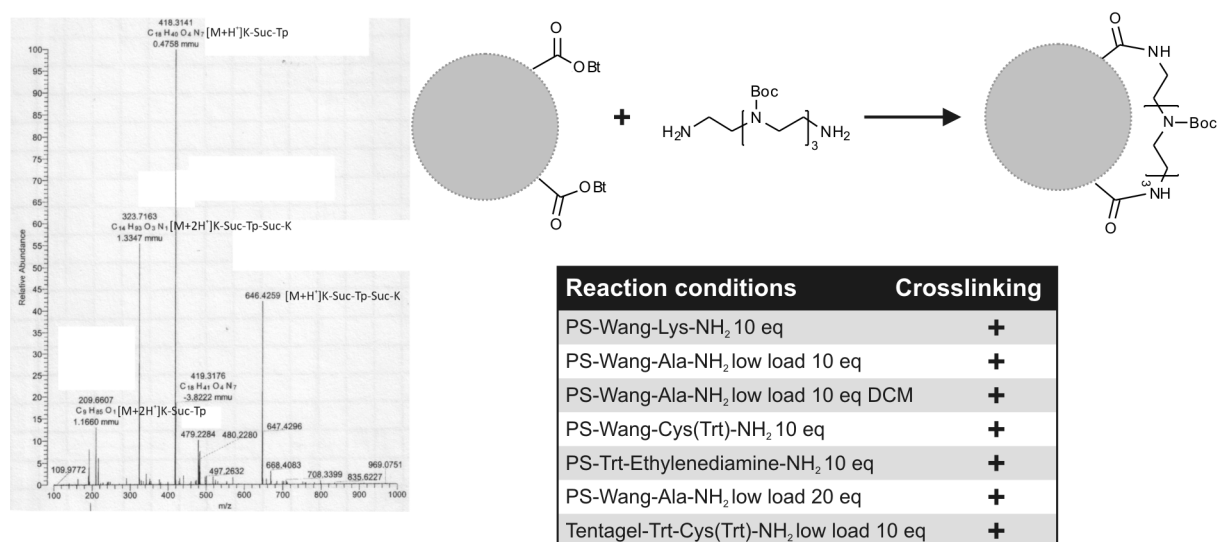 418.3141
C18 H40 O4 N7 [M+H+]K-Suc-Tp
0.4758 mmu
100
95
90
85
80
75
70
65
60
55
50
45
40
35
30
25
20
15
10
5
0
Relative Abundance
323.7163
C14 H93 O3 N1 [M+2H+]K-Suc-Tp-Suc-K
1.3347 mmu
646.4259 [M+H+]K-Suc-Tp-Suc-K
419.3176
C18 H41 O4 N7
-3.8222 mmu
209.6607
C9 H85 O1 [M+2H+]K-Suc-Tp
1.1660 mmu
479.2284
480.2280
647.4296
109.9772
497.2632
668.4083
708.3399
835.6227
969.0751
100 200 300 400 500 600 700 800 900 1000
m/z
O
OBt
OBt
O
+
H2N
Boc
N
3
NH2
O
NH
N
Boc
3
NH
O
Reaction conditions Crosslinking
PS-Wang-Lys-NH2 10 eq +
PS-Wang-Ala-NH2 low load 10 eq +
PS-Wang-Ala-NH2 low load 10 eq DCM +
PS-Wang-Cys(Trt)-NH2 10 eq +
PS-Trt-Ethylenediamine-NH2 10 eq +
PS-Wang-Ala-NH2 low load 20 eq +
Tentagel-Trt-Cys(Trt)-NH2 low load 10 eq +